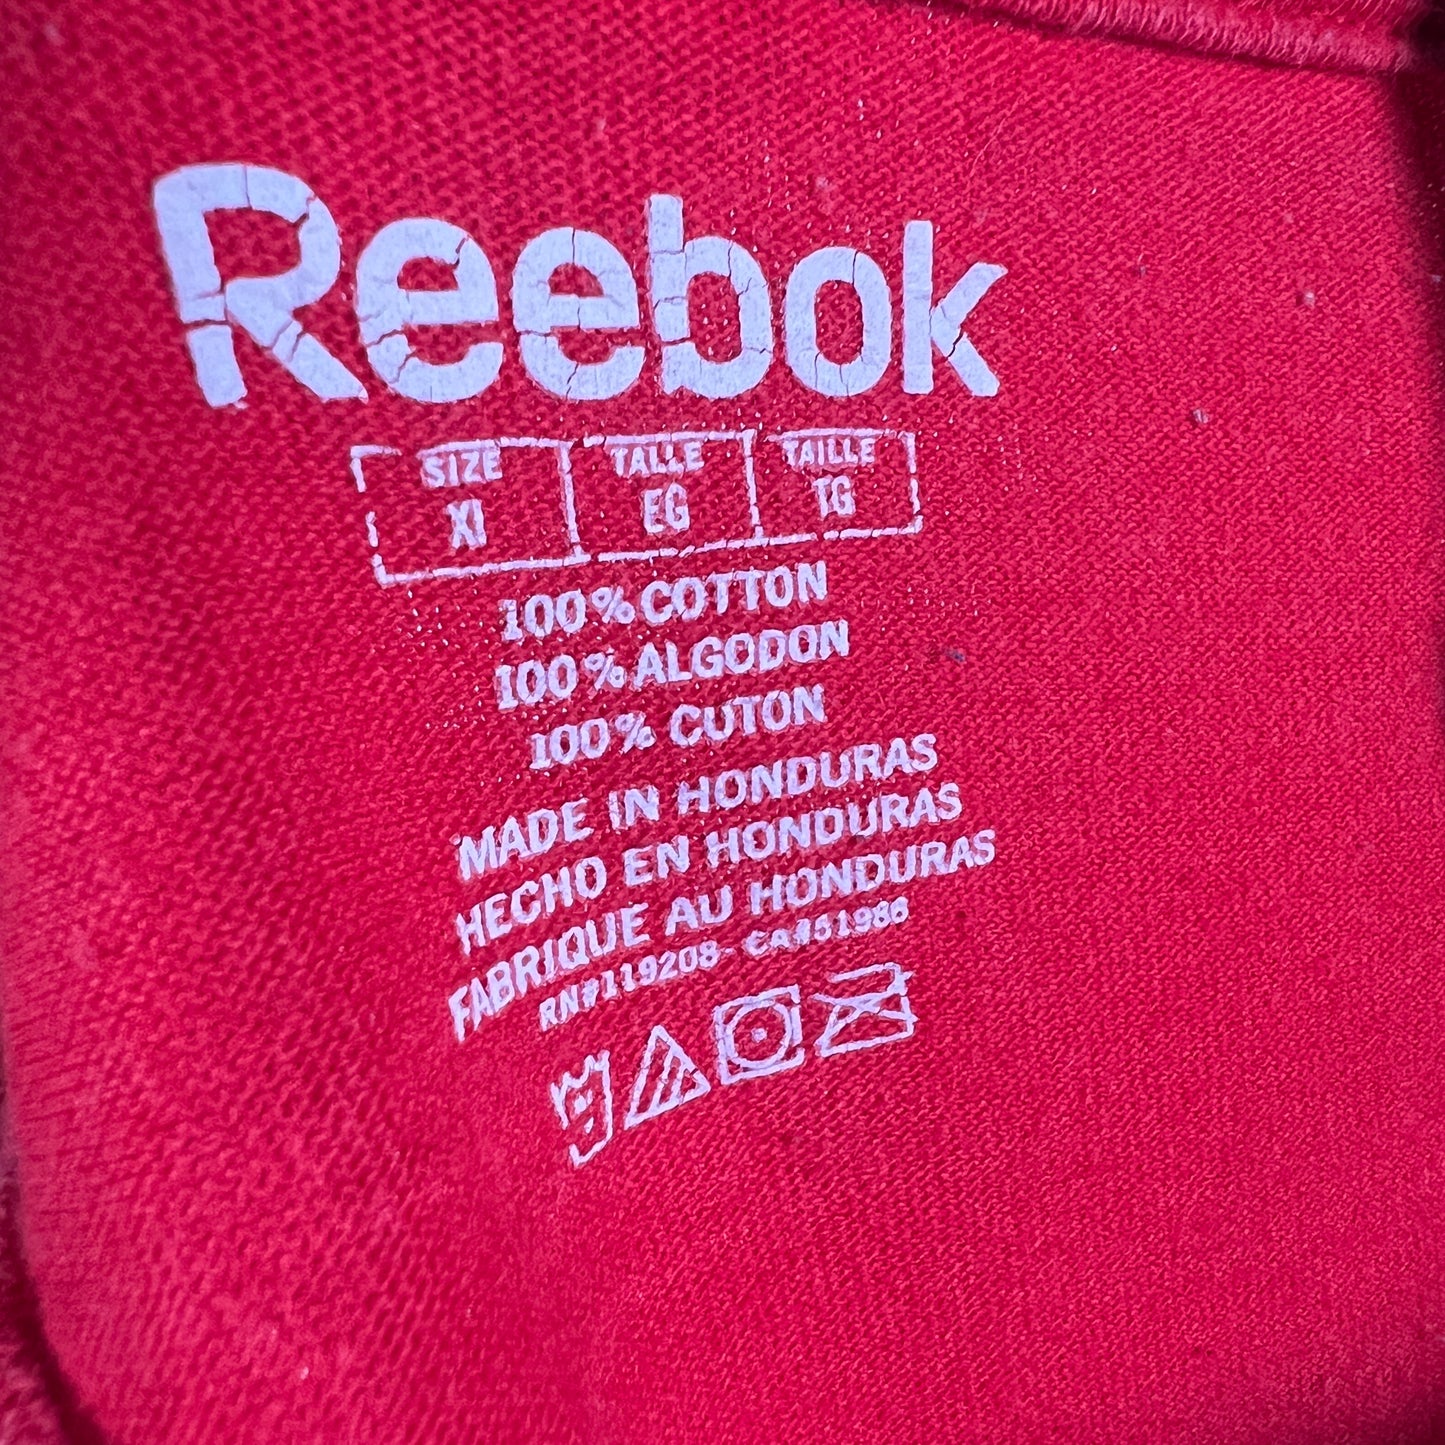 Reebok
SIZE TALLE TAILLE
XL EG TG
100% COTTON
100% ALGODON
100% CUTON
MADE IN HONDURAS
HECHO EN HONDURAS
FABRIQUE AU HONDURAS
RN#119208- CA#51986